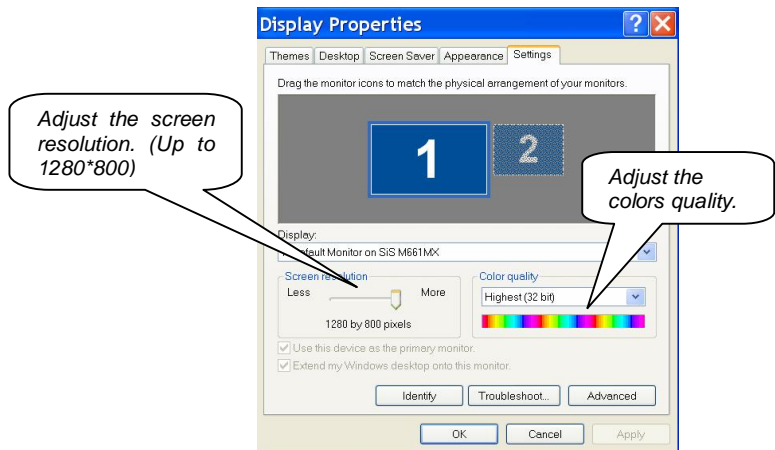 Display Properties
Themes Desktop Screen Saver Appearance Settings
Drag the monitor icons to match the physical arrangement of your monitors.
1
2
Adjust the screen
resolution. (Up to
1280*800)
Adjust the
colors quality.
Display:
Monitor on SiS M661MX
Screen resolution
Less More
1280 by 800 pixels
Color quality
Highest (32 bit)
Use this device as the primary monitor.
Extend my Windows desktop onto this monitor.
Identify Troubleshoot... Advanced
OK Cancel Apply